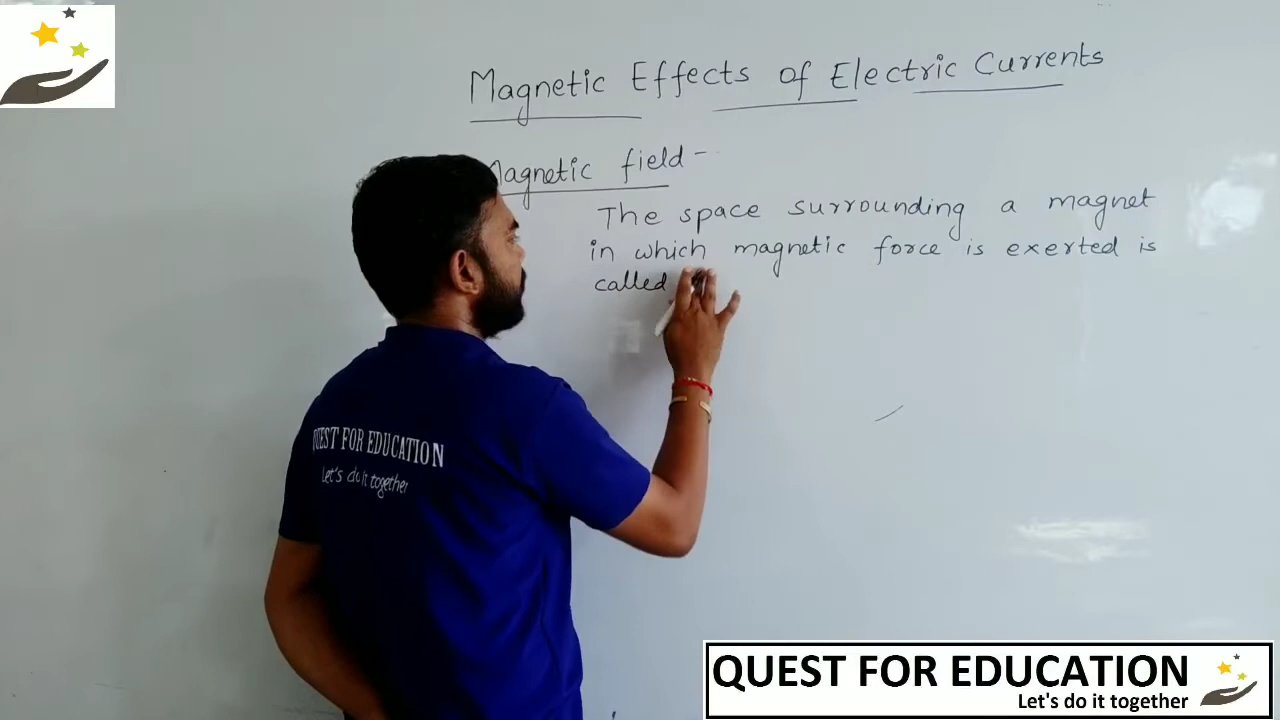 Magnetic Effects of Electric Currents
Magnetic field -
The space surrounding a magnet
in which magnetic force is exerted is
called
QUEST FOR EDUCATION
Let's do it together
QUEST FOR EDUCATION
Let's do it together